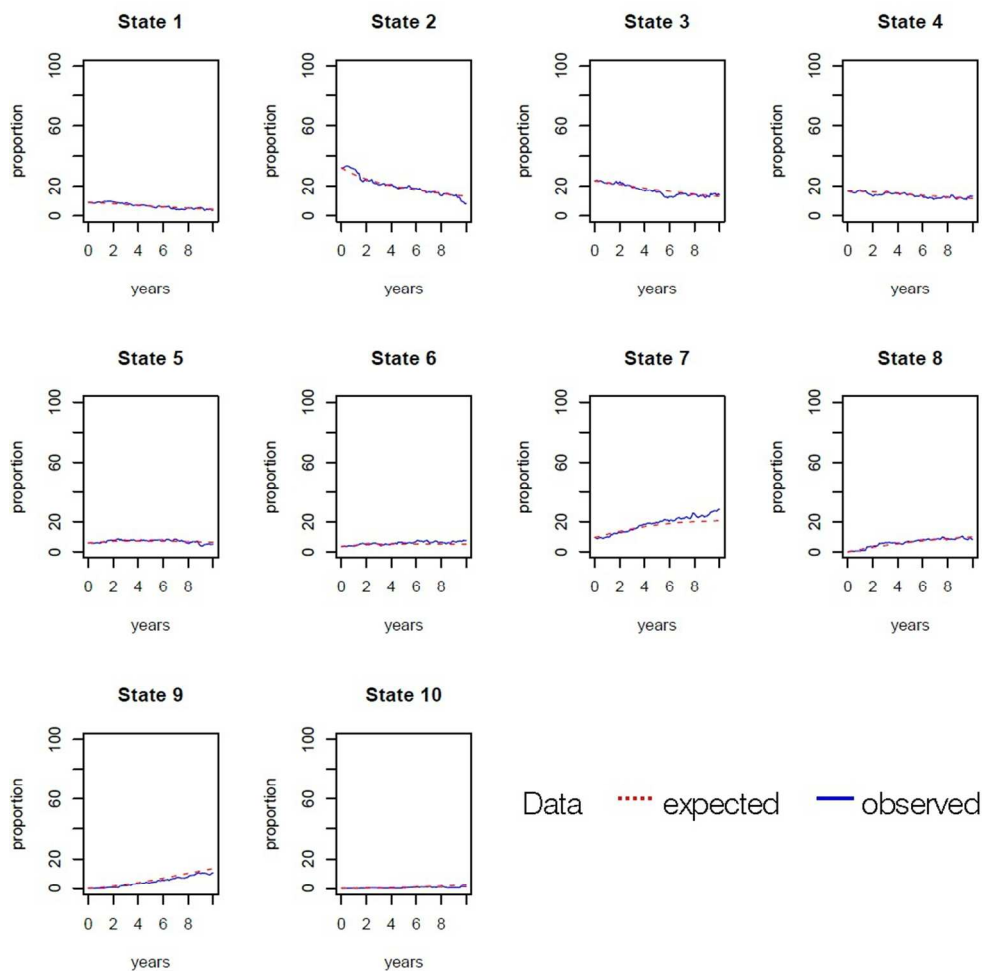 State 1
State 2
State 3
State 4
proportion
0 20 60 100
0 2 4 6 8
years
proportion
0 20 60 100
0 2 4 6 8
years
proportion
0 20 60 100
0 2 4 6 8
years
proportion
0 20 60 100
0 2 4 6 8
years
State 5
State 6
State 7
State 8
proportion
0 20 60 100
0 2 4 6 8
years
proportion
0 20 60 100
0 2 4 6 8
years
proportion
0 20 60 100
0 2 4 6 8
years
proportion
0 20 60 100
0 2 4 6 8
years
State 9
State 10
proportion
0 20 60 100
0 2 4 6 8
years
proportion
0 20 60 100
0 2 4 6 8
years
Data expected observed